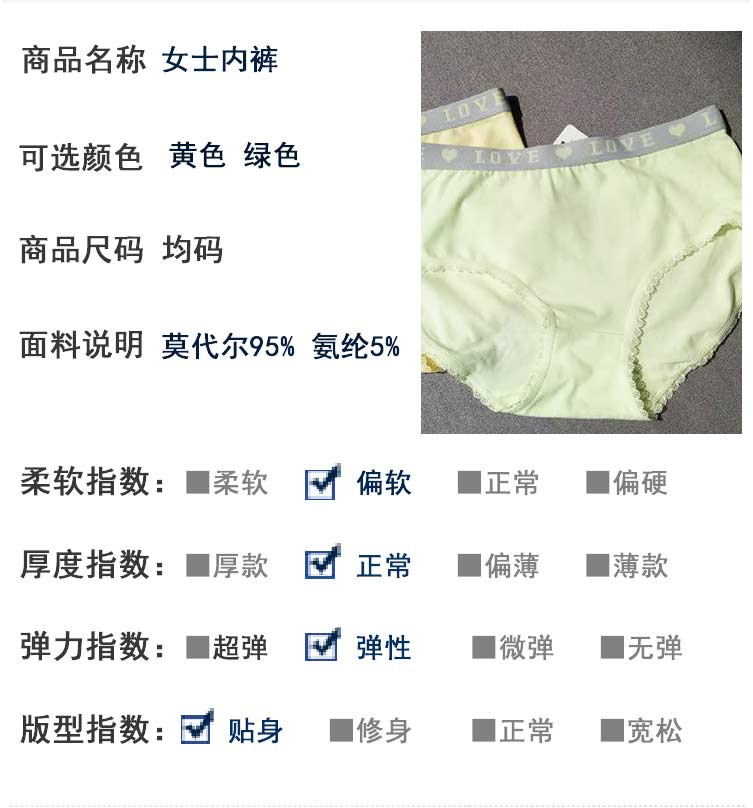 商品名称 女士内裤
可选颜色 黄色 绿色
商品尺码 均码
面料说明 莫代尔95% 氨纶5%
LOVE
LOVE LOVE L
柔软指数： 柔软 偏软 正常 偏硬
厚度指数： 厚款 正常 偏薄 薄款
弹力指数： 超弹 弹性 微弹 无弹
版型指数： 贴身 修身 正常 宽松